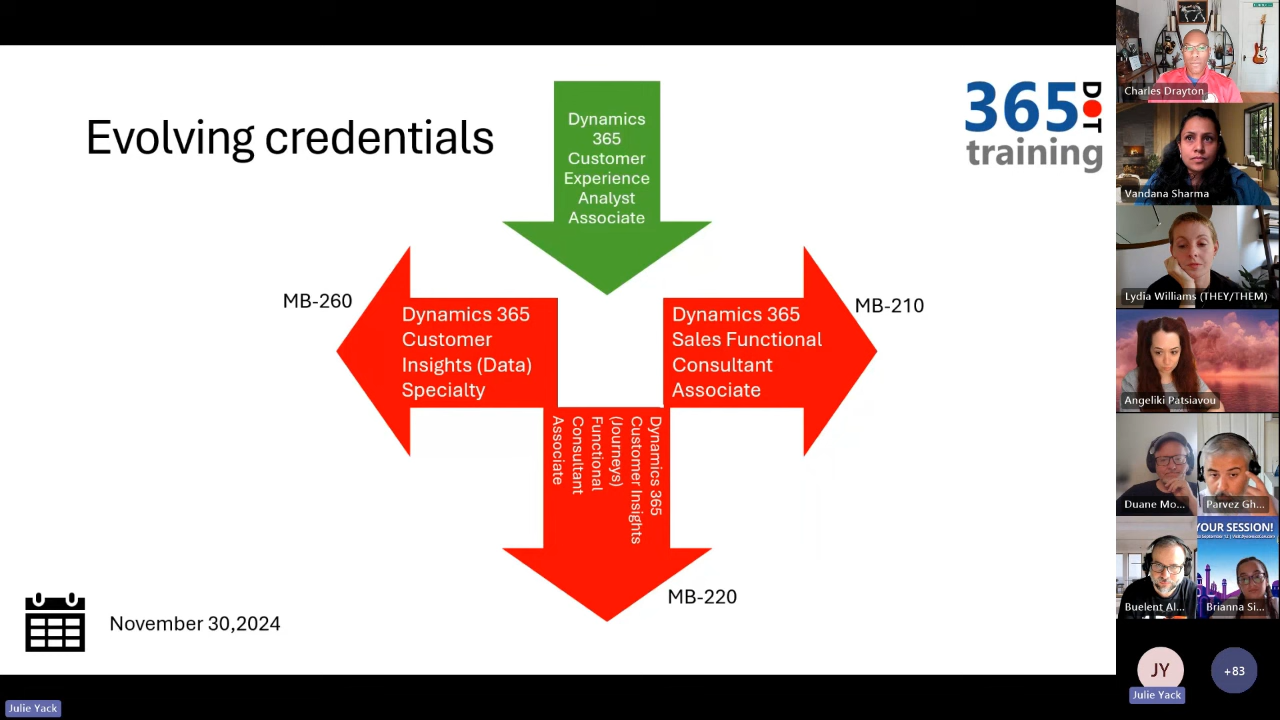 Evolving credentials
Dynamics
365
Customer
Experience
Analyst
Associate
365
DOT
training
MB-260
Dynamics 365
Customer
Insights (Data)
Specialty
Dynamics 365
Sales Functional
Consultant
Associate
MB-210
Dynamics 365
Customer Insights
(Journeys)
Functional
Consultant
Associate
MB-220
November 30,2024
Julie Yack
Charles Drayton
Vandana Sharma
Lydia Williams (THEY/THEM)
Angeliki Patsiavou
Duane Mo...
Parvez Gh...
YOUR SESSION!
Buelent Al...
Brianna Si...
JY
Julie Yack
+83